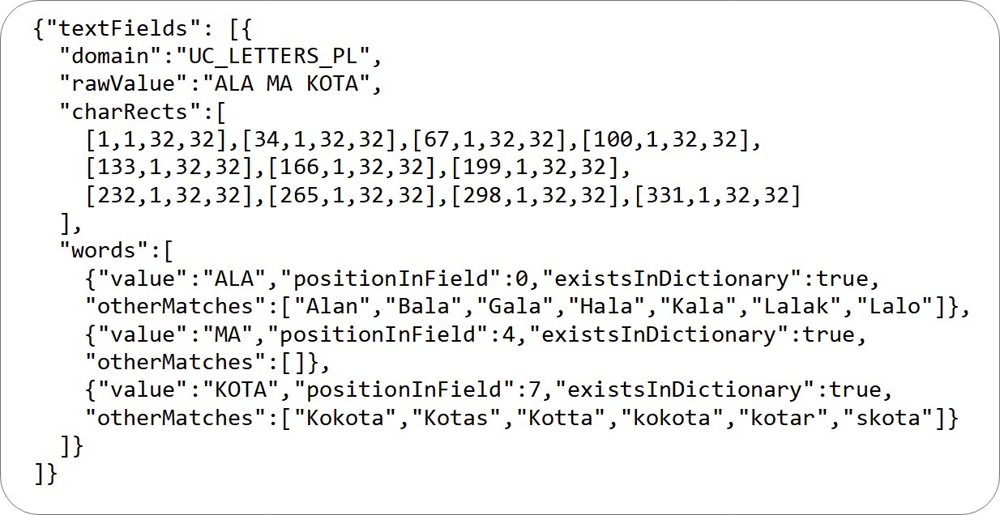 {"textFields": [{
"domain":"UC_LETTERS_PL",
"rawValue":"ALA MA KOTA",
"charRects":[
[1,1,32,32],[34,1,32,32],[67,1,32,32],[100,1,32,32],
[133,1,32,32],[166,1,32,32],[199,1,32,32],
[232,1,32,32],[265,1,32,32],[298,1,32,32],[331,1,32,32]
],
"words":[
{"value":"ALA","positionInField":0,"existsInDictionary":true,
"otherMatches":["Alan","Bala","Gala","Hala","Kala","Lalak","Lalo"]},
{"value":"MA","positionInField":4,"existsInDictionary":true,
"otherMatches":[]},
{"value":"KOTA","positionInField":7,"existsInDictionary":true,
"otherMatches":["Kokota","Kotas","Kotta","kokota","kotar","skota"]}
]}
]}